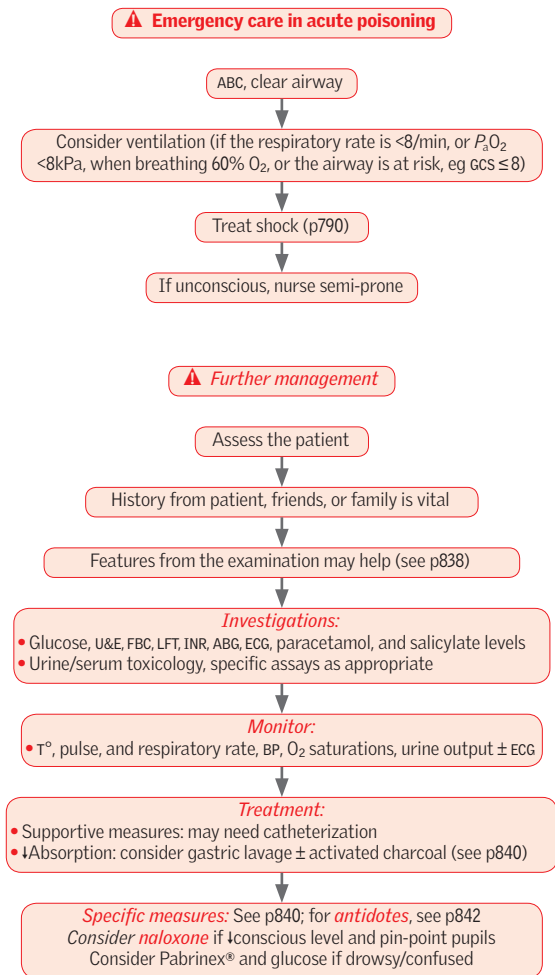 ⚠ Emergency care in acute poisoning
ABC, clear airway
Consider ventilation (if the respiratory rate is <8/min, or PₐO₂
<8kPa, when breathing 60% O₂, or the airway is at risk, eg GCS ≤ 8)
Treat shock (p790)
If unconscious, nurse semi-prone
⚠ Further management
Assess the patient
History from patient, friends, or family is vital
Features from the examination may help (see p838)
Investigations:
• Glucose, U&E, FBC, LFT, INR, ABG, ECG, paracetamol, and salicylate levels
• Urine/serum toxicology, specific assays as appropriate
Monitor:
• T°, pulse, and respiratory rate, BP, O₂ saturations, urine output ± ECG
Treatment:
• Supportive measures: may need catheterization
• ↓Absorption: consider gastric lavage ± activated charcoal (see p840)
Specific measures: See p840; for antidotes, see p842
Consider naloxone if ↓conscious level and pin-point pupils
Consider Pabrinex® and glucose if drowsy/confused